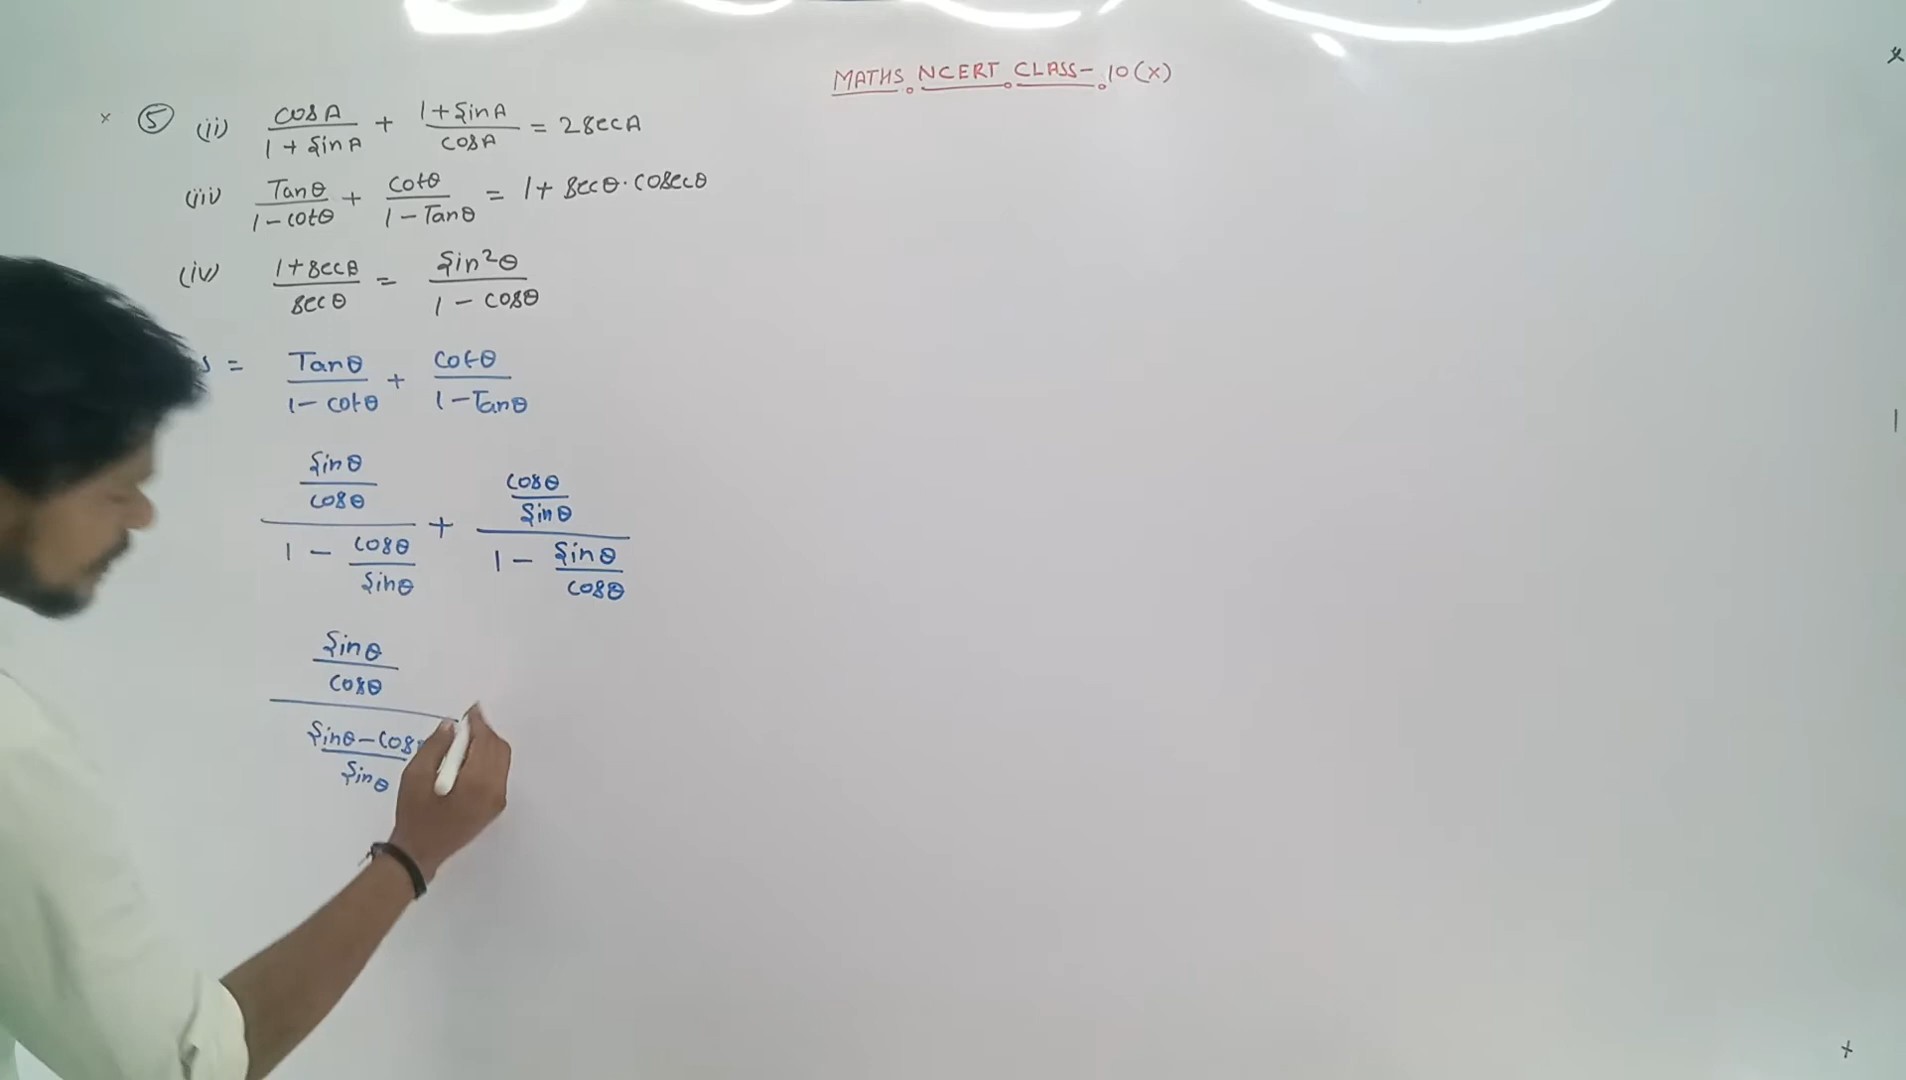 MATHS NCERT CLASS- 10(X)
× ⑤ (ii) cosA/(1+sinA) + (1+sinA)/cosA = 2secA
(iii) Tanθ/(1-cotθ) + cotθ/(1-Tanθ) = 1+secθ·cosecθ
(iv) (1+secθ)/secθ = sin²θ/(1-cosθ)
= Tanθ/(1-cotθ) + cotθ/(1-Tanθ)
(sinθ/cosθ)/(1-cosθ/sinθ) + (cosθ/sinθ)/(1-sinθ/cosθ)
(sinθ/cosθ)/((sinθ-cosθ)/sinθ)